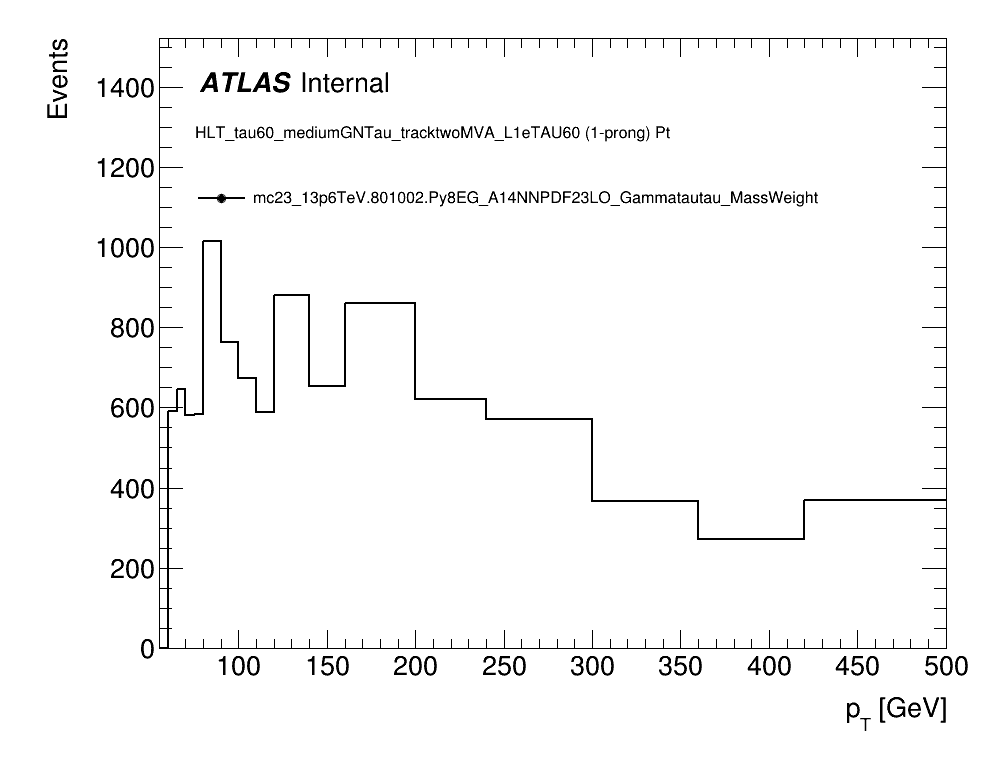 Events
ATLAS Internal
HLT_tau60_mediumGNTau_tracktwoMVA_L1eTAU60 (1-prong) Pt
mc23_13p6TeV.801002.Py8EG_A14NNPDF23LO_Gammatautau_MassWeight
1400
1200
1000
800
600
400
200
0
100 150 200 250 300 350 400 450 500
pT [GeV]